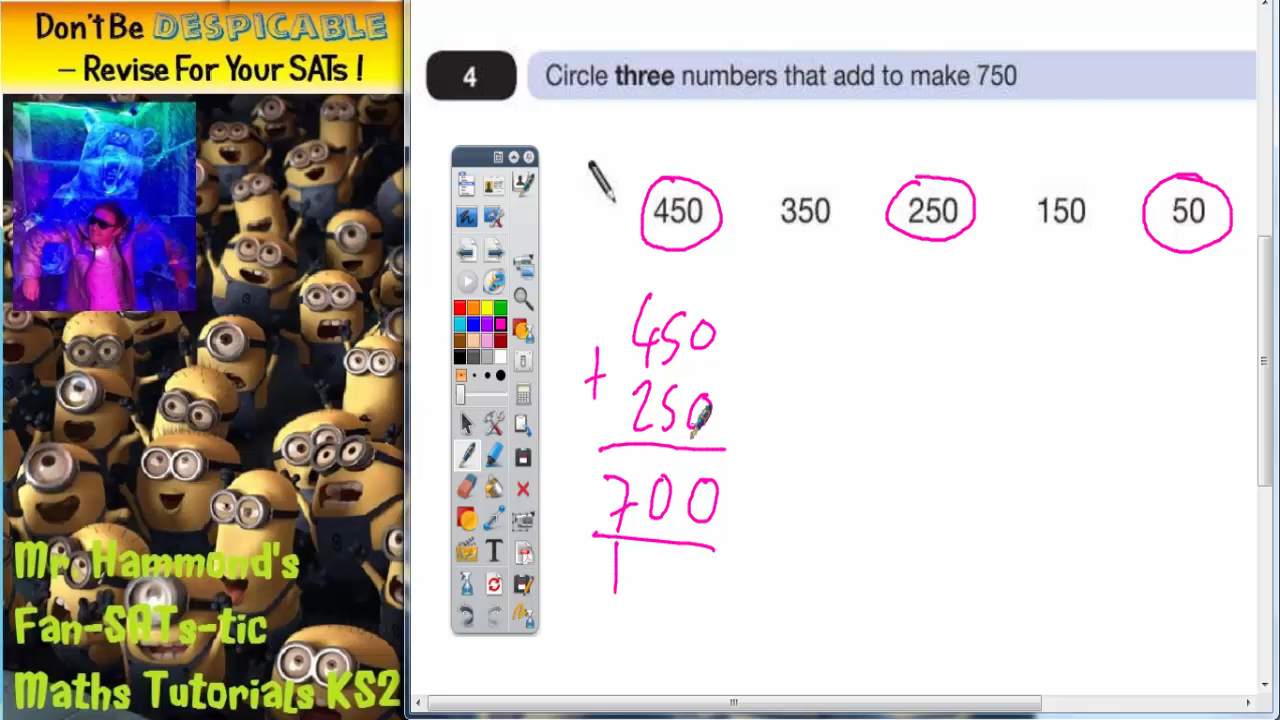 Don't Be DESPICABLE
– Revise For Your SATs !
4 Circle three numbers that add to make 750
450 350 250 150 50
450
+
250
700
1
T
Mr Hammond's
Fan-SATs-tic
Maths Tutorials KS2